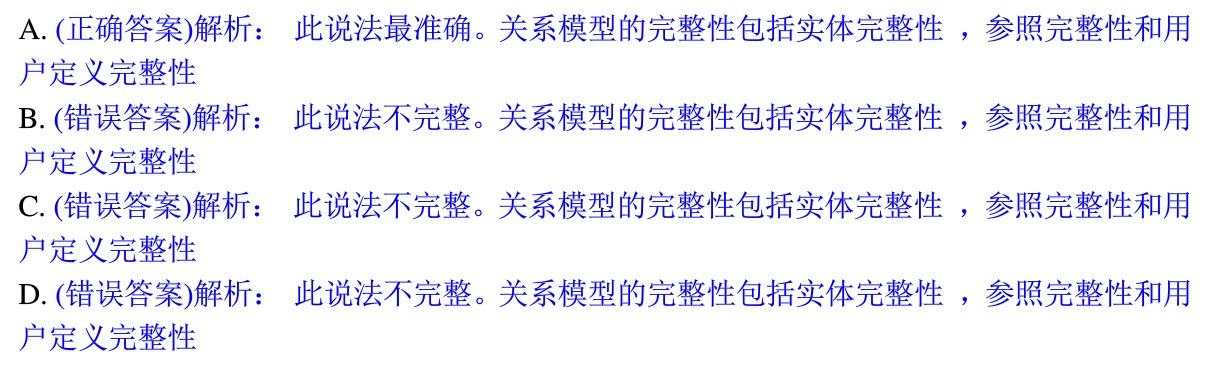 A. (正确答案)解析： 此说法最准确。关系模型的完整性包括实体完整性 ，参照完整性和用
户定义完整性
B. (错误答案)解析： 此说法不完整。关系模型的完整性包括实体完整性 ，参照完整性和用
户定义完整性
C. (错误答案)解析： 此说法不完整。关系模型的完整性包括实体完整性 ，参照完整性和用
户定义完整性
D. (错误答案)解析： 此说法不完整。关系模型的完整性包括实体完整性 ，参照完整性和用
户定义完整性